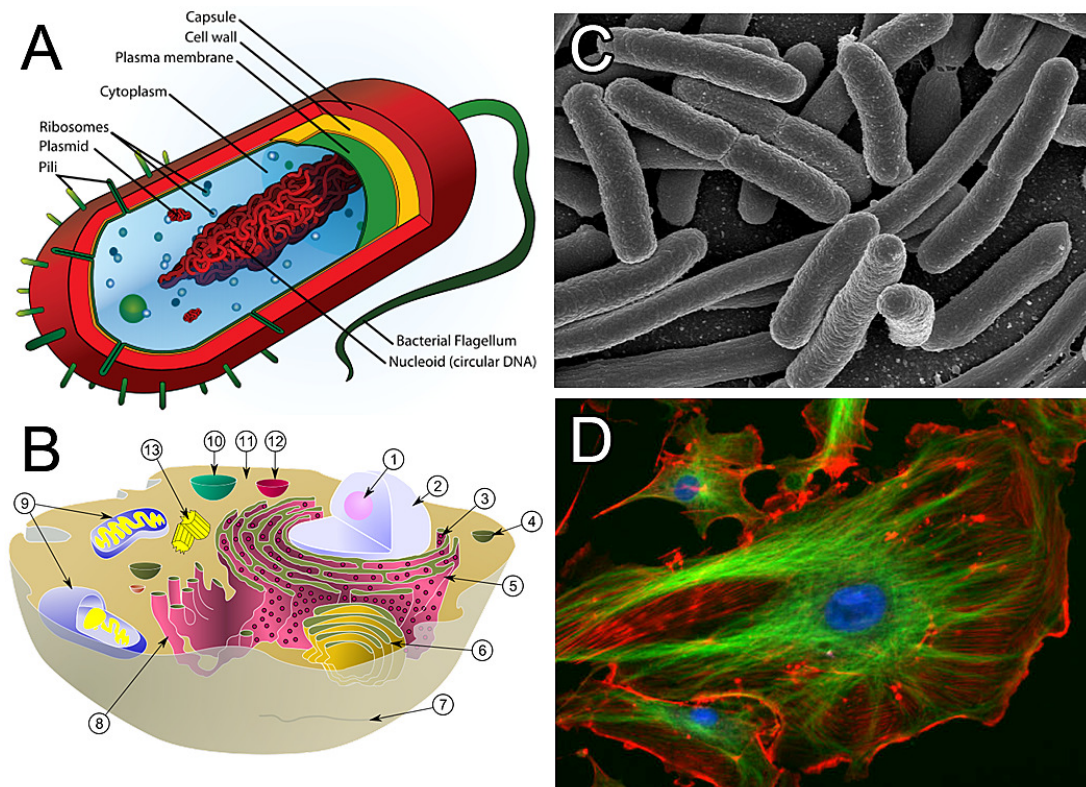 A
Capsule
Cell wall
Plasma membrane
Cytoplasm
Ribosomes
Plasmid
Pili
Bacterial Flagellum
Nucleoid (circular DNA)
C
B
1
2
3
4
5
6
7
8
9
10
11
12
13
D